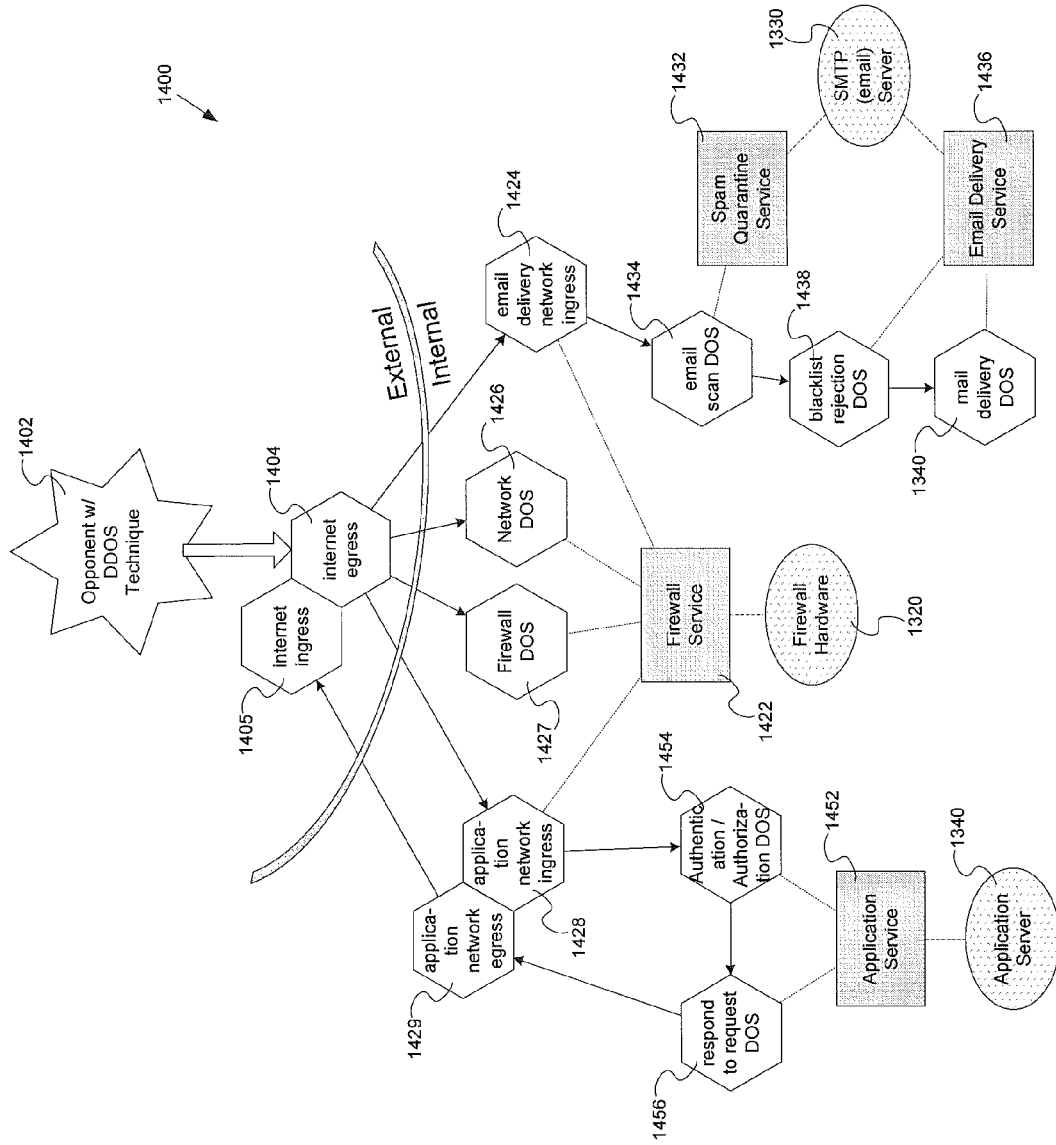 1400
1402
Opponent w/
DDOS
Technique
1404
internet
egress
internet
ingress
1405
External
Internal
1424
email
delivery
network
ingress
1426
Network
DOS
Firewall
DOS
1427
applica-
tion
network
ingress
1428
applica-
tion
network
egress
1429
1434
email
scan DOS
1432
Spam
Quarantine
Service
1330
SMTP
(email)
Server
1438
blacklist
rejection
DOS
1436
Email Delivery
Service
mail
delivery
DOS
1340
Firewall
Service
1422
Firewall
Hardware
1320
1454
Authentic
ation /
Authoriza-
tion DOS
respond
to request
DOS
1456
1452
Application
Service
1340
Application
Server